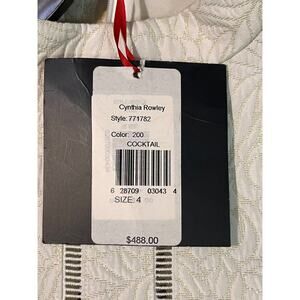 Cynthia Rowley
Style: 771782
Color: 200
COCKTAIL
6 28709 03043 4
SIZE: 4
$488.00